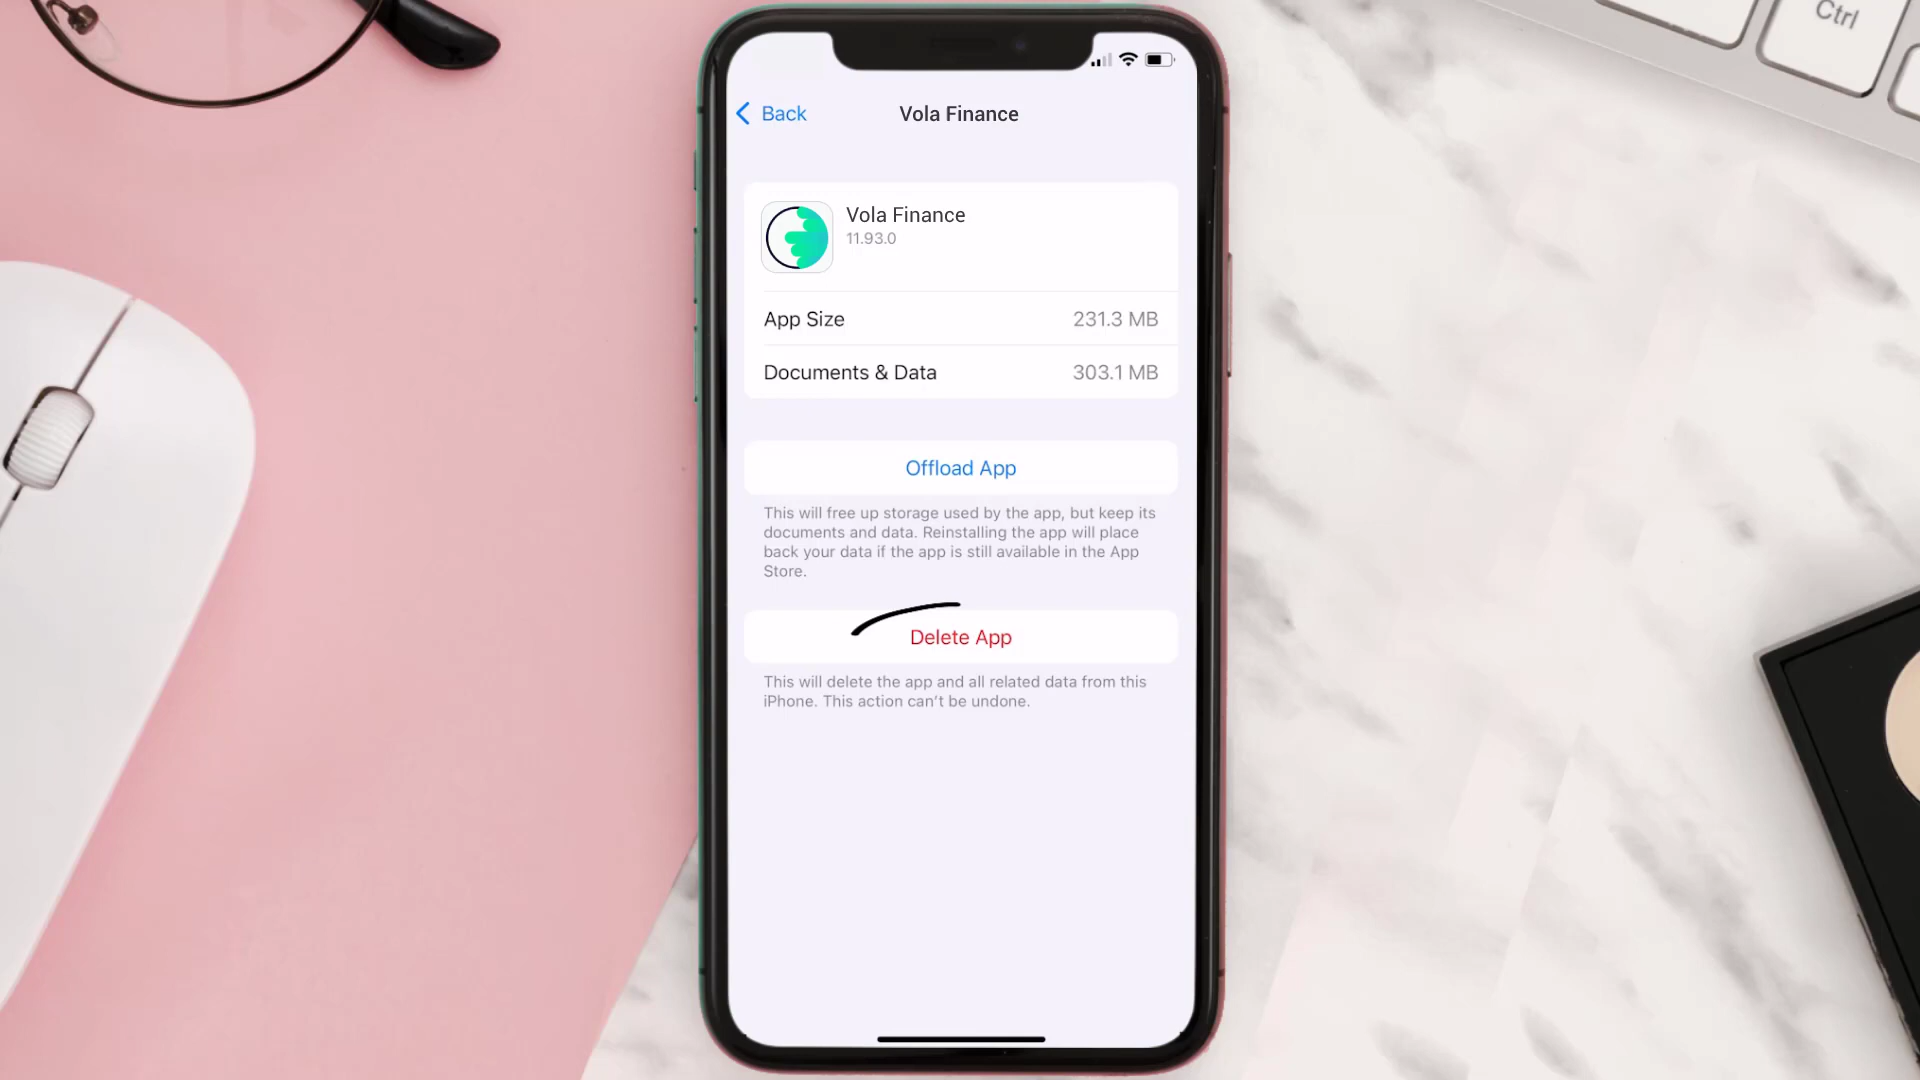 Ctrl
Back
Vola Finance
Vola Finance
11.93.0
App Size 231.3 MB
Documents & Data 303.1 MB
Offload App
This will free up storage used by the app, but keep its
documents and data. Reinstalling the app will place
back your data if the app is still available in the App
Store.
Delete App
This will delete the app and all related data from this
iPhone. This action can’t be undone.